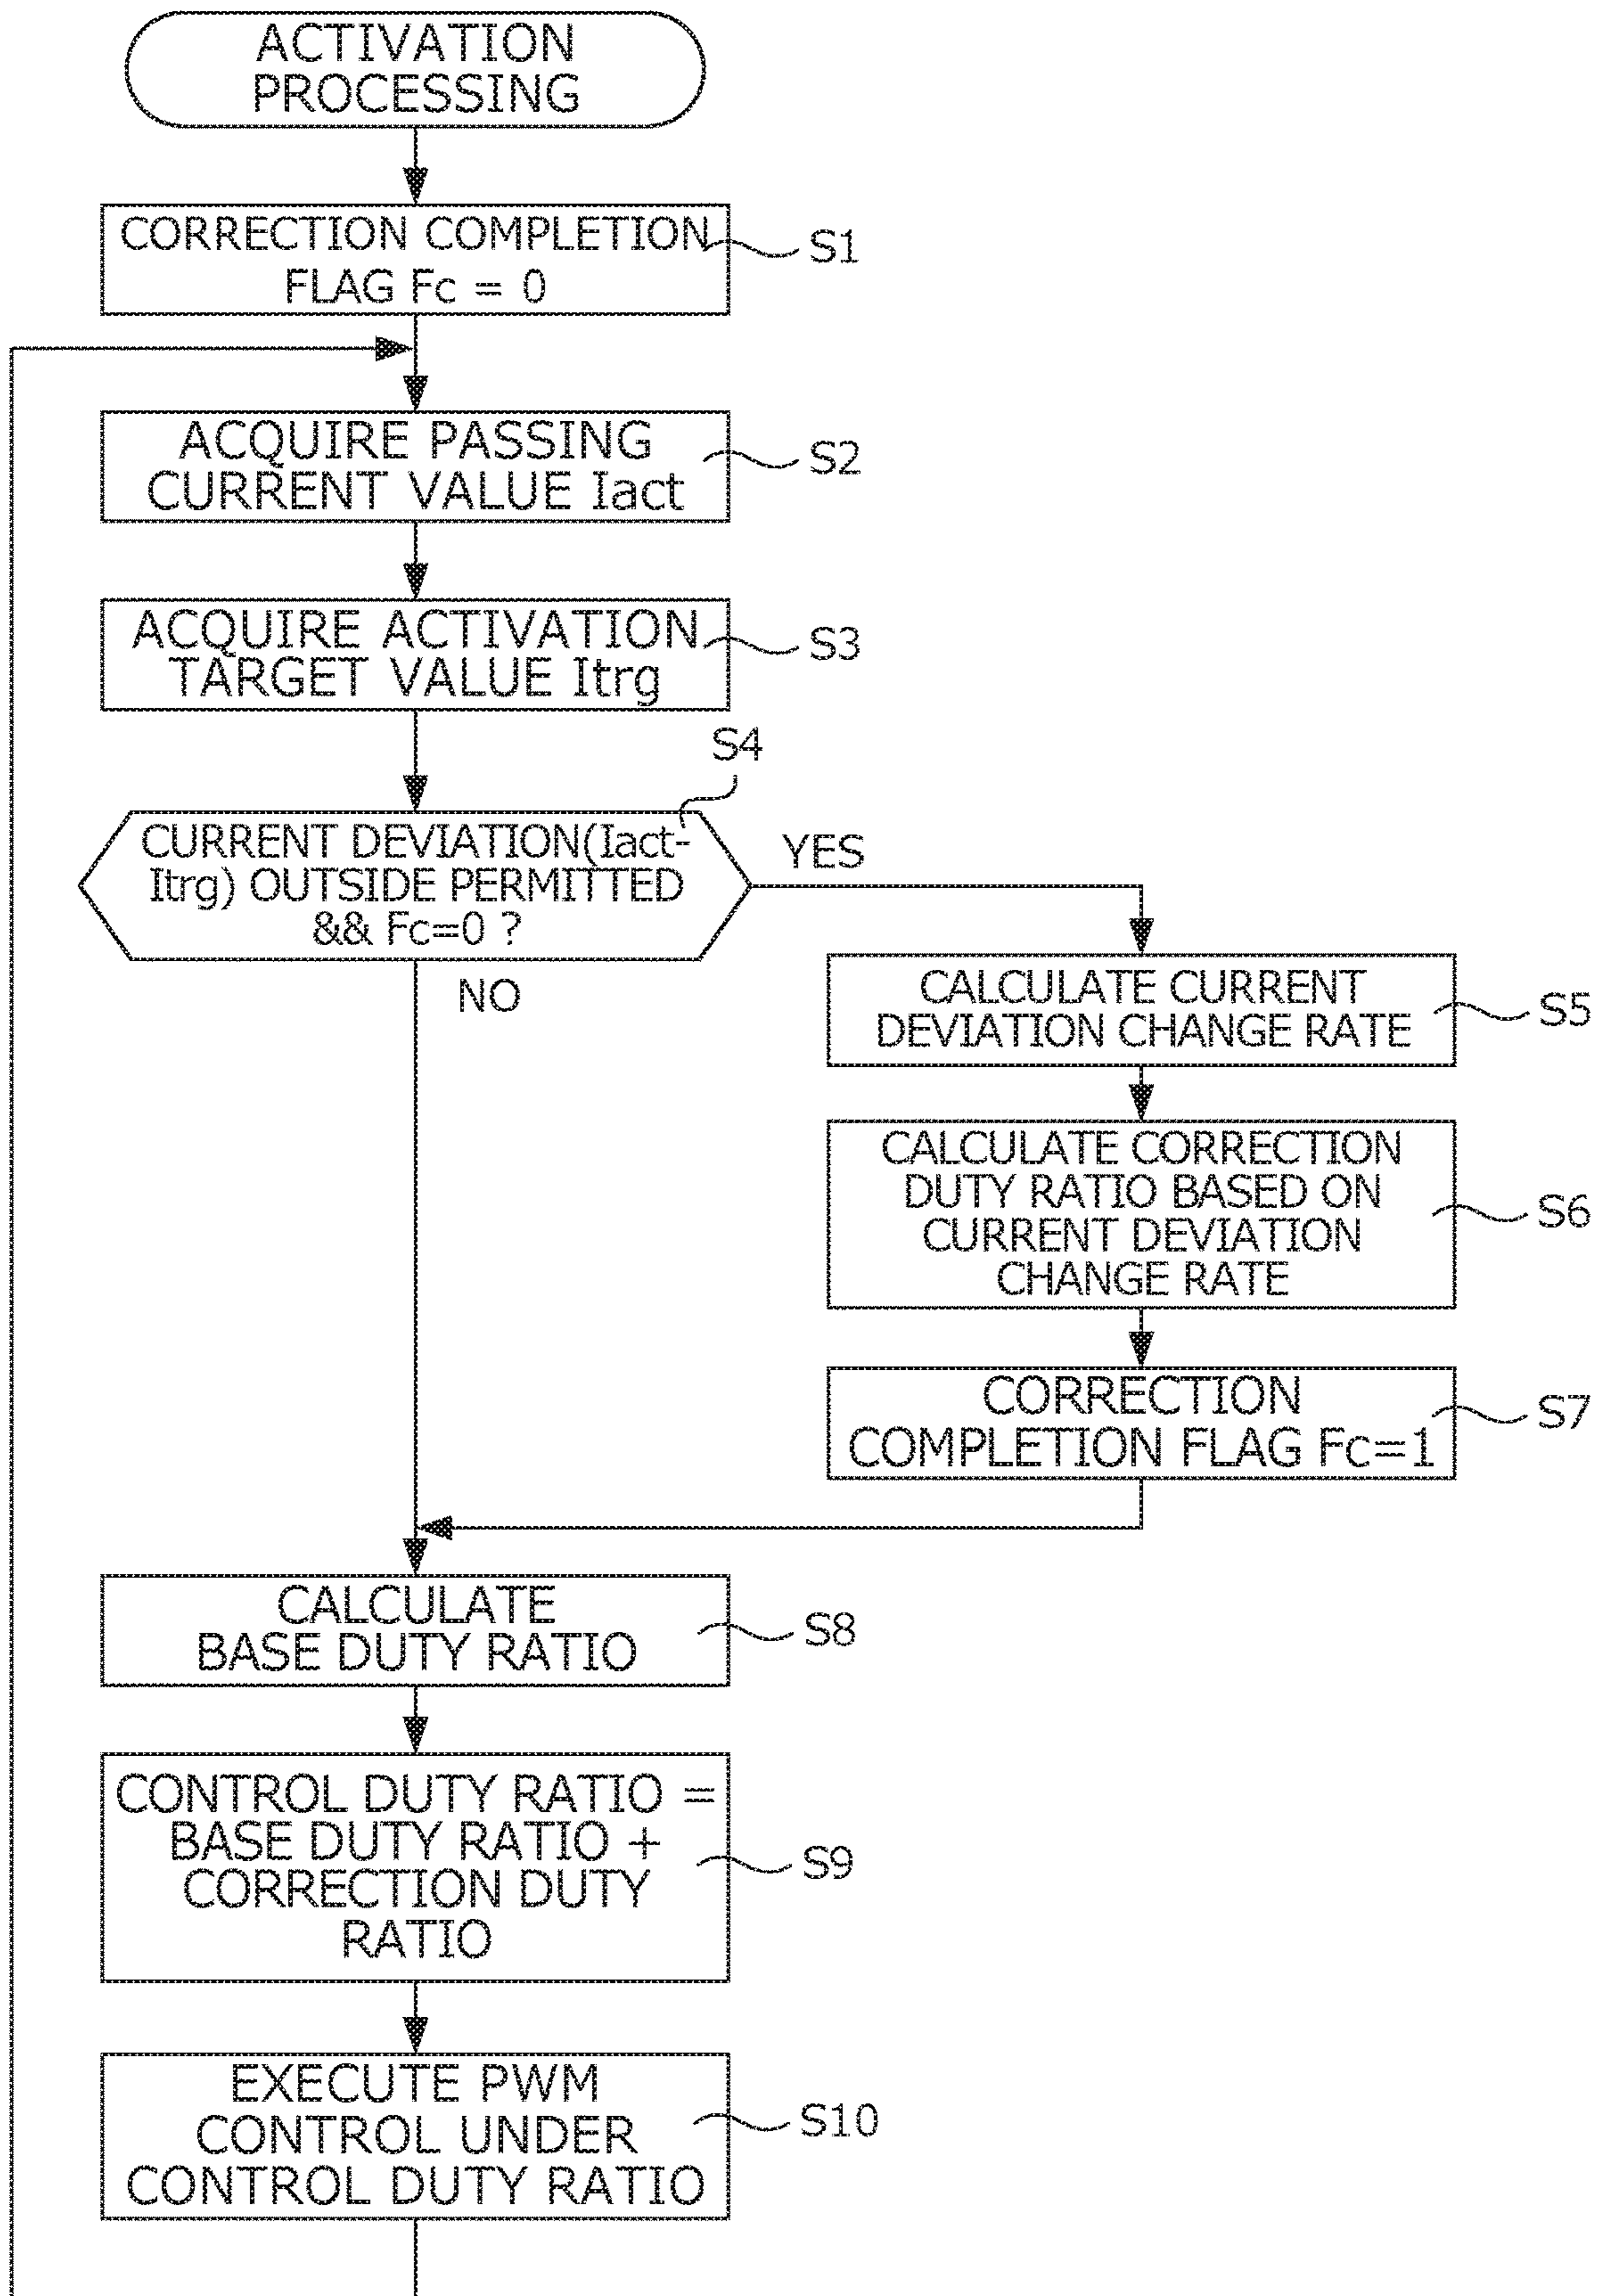 ACTIVATION
PROCESSING
CORRECTION COMPLETION
FLAG Fc = 0
S1
ACQUIRE PASSING
CURRENT VALUE Iact
S2
ACQUIRE ACTIVATION
TARGET VALUE Itrg
S3
S4
CURRENT DEVIATION(Iact-
Itrg) OUTSIDE PERMITTED
&& Fc=0 ?
YES
NO
CALCULATE CURRENT
DEVIATION CHANGE RATE
S5
CALCULATE CORRECTION
DUTY RATIO BASED ON
CURRENT DEVIATION
CHANGE RATE
S6
CORRECTION
COMPLETION FLAG Fc=1
S7
CALCULATE
BASE DUTY RATIO
S8
CONTROL DUTY RATIO =
BASE DUTY RATIO +
CORRECTION DUTY
RATIO
S9
EXECUTE PWM
CONTROL UNDER
CONTROL DUTY RATIO
S10